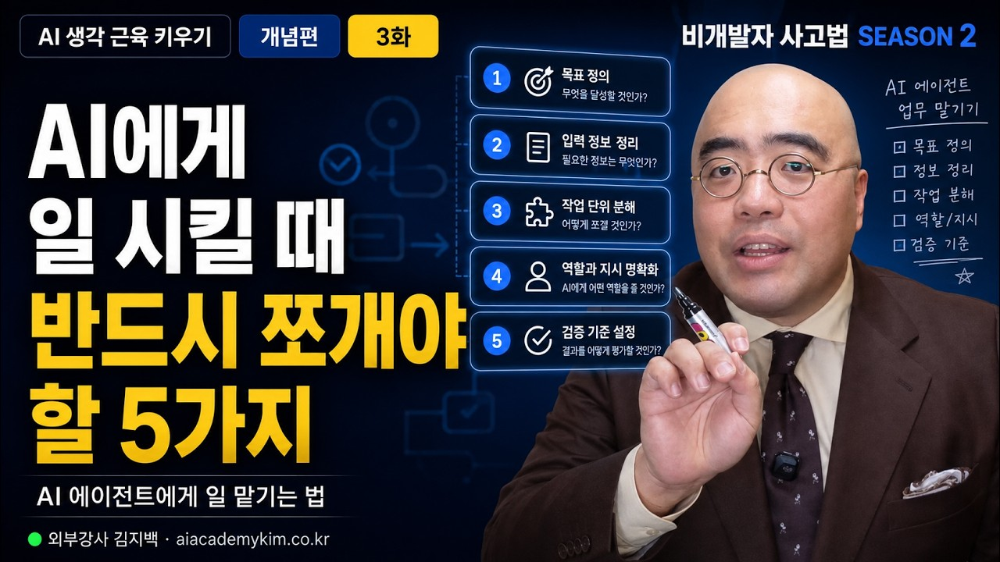 AI 생각 근육 키우기
개념편
3화
비개발자 사고법 SEASON 2
AI에게
일 시킬 때
반드시 쪼개야
할 5가지
AI 에이전트에게 일 맡기는 법
외부강사 김지백 · aiacademykim.co.kr
1
목표 정의
무엇을 달성할 것인가?
2
입력 정보 정리
필요한 정보는 무엇인가?
3
작업 단위 분해
어떻게 쪼갤 것인가?
4
역할과 지시 명확화
AI에게 어떤 역할을 줄 것인가?
5
검증 기준 설정
결과를 어떻게 평가할 것인가?
AI 에이전트
업무 말기기
목표 정의
정보 정리
작업 분해
역할/지시
검증 기준